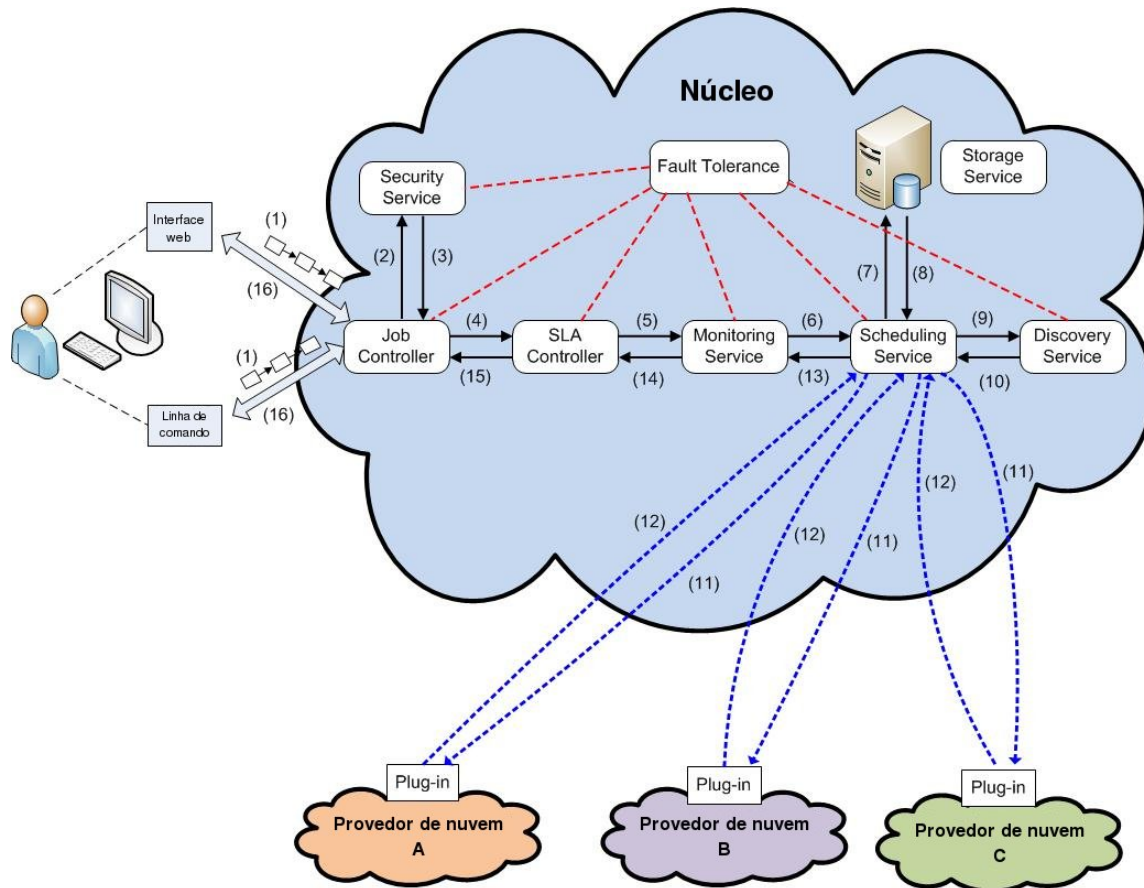 Núcleo
Fault Tolerance
Storage
Service
Security
Service
Interface
web
(1)
(2)
(3)
(7)
(8)
(16)
Job
Controller
(4)
(15)
SLA
Controller
(5)
(14)
Monitoring
Service
(6)
(13)
Scheduling
Service
(9)
(10)
Discovery
Service
(1)
(16)
Linha de
comando
(12)
(11)
(12)
(11)
(12)
(11)
Plug-in
Provedor de nuvem
A
Plug-in
Provedor de nuvem
B
Plug-in
Provedor de nuvem
C